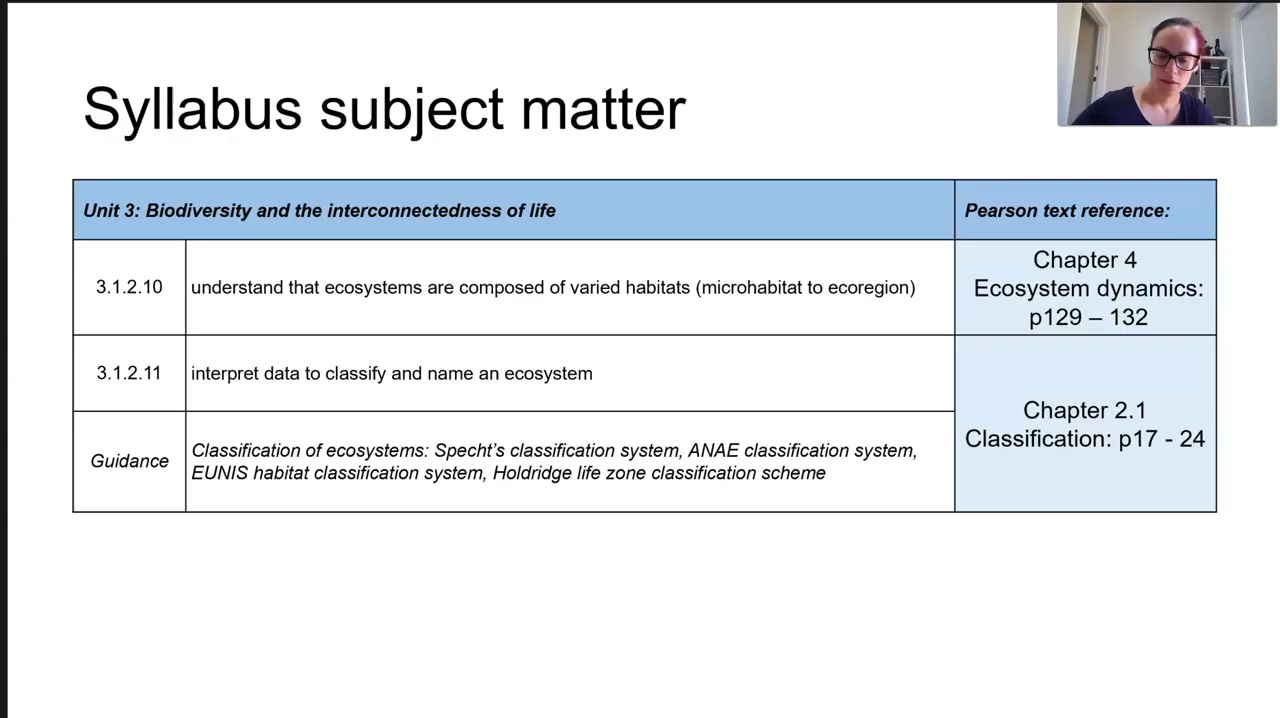 Syllabus subject matter
Unit 3: Biodiversity and the interconnectedness of life
Pearson text reference:
3.1.2.10
understand that ecosystems are composed of varied habitats (microhabitat to ecoregion)
Chapter 4
Ecosystem dynamics:
p129 – 132
3.1.2.11
interpret data to classify and name an ecosystem
Chapter 2.1
Classification: p17 - 24
Guidance
Classification of ecosystems: Specht's classification system, ANAE classification system,
EUNIS habitat classification system, Holdridge life zone classification scheme